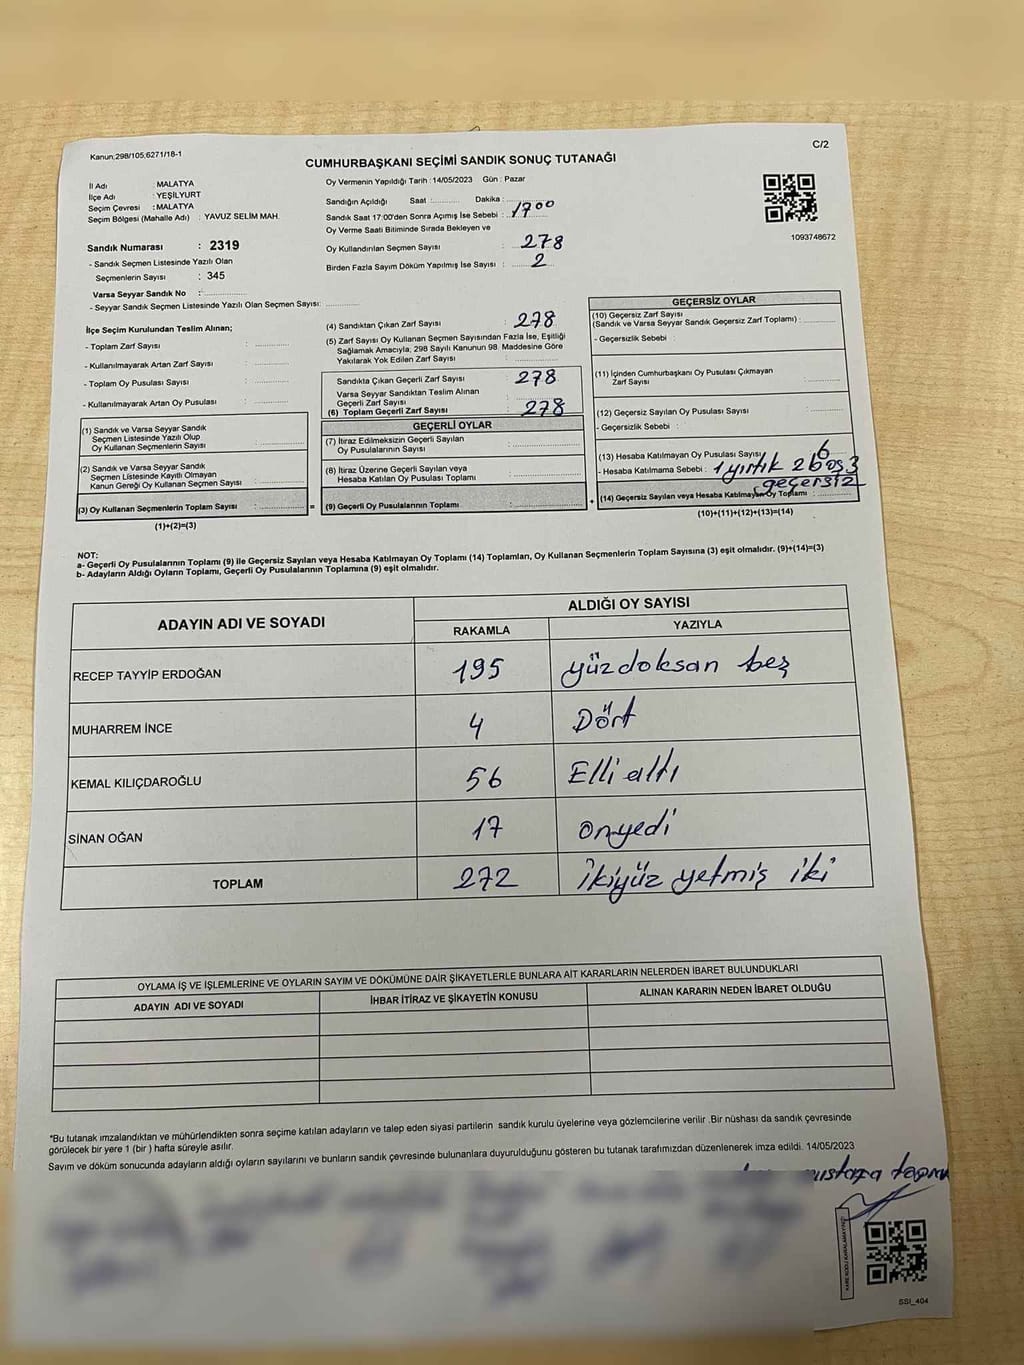 Kanun;298/105;6271/18-1
C/2
CUMHURBAŞKANI SEÇİMİ SANDIK SONUÇ TUTANAĞI
İl Adı : MALATYA
İlçe Adı : YEŞİLYURT
Seçim Çevresi : MALATYA
Seçim Bölgesi (Mahalle Adı) : YAVUZ SELİM MAH.
Sandık Numarası : 2319
- Sandık Seçmen Listesinde Yazılı Olan
Seçmenlerin Sayısı : 345
Varsa Seyyar Sandık No :
- Seyyar Sandık Seçmen Listesinde Yazılı Olan Seçmen Sayısı:
Oy Vermenin Yapıldığı Tarih : 14/05/2023 Gün : Pazar
Sandığın Açıldığı Saat : Dakika :
Sandık Saat 17:00'den Sonra Açımış İse Sebebi : 17 00
Oy Verme Saati Bitiminde Sırada Bekleyen ve
Oy Kullandırılan Seçmen Sayısı : 278
Birden Fazla Sayım Döküm Yapılmış İse Sayısı : 2
1093748672
İlçe Seçim Kurulundan Teslim Alınan;
- Toplam Zarf Sayısı :
- Kullanılmayarak Artan Zarf Sayısı :
- Toplam Oy Pusulası Sayısı :
- Kullanılmayarak Artan Oy Pusulası :
(4) Sandıktan Çıkan Zarf Sayısı : 278
(5) Zarf Sayısı Oy Kullanan Seçmen Sayısından Fazla İse, Eşitliği
Sağlamak Amacıyla; 298 Sayılı Kanunun 98. Maddesine Göre
Yakılarak Yok Edilen Zarf Sayısı :
Sandıkta Çıkan Geçerli Zarf Sayısı : 278
Varsa Seyyar Sandıktan Teslim Alınan
Geçerli Zarf Sayısı :
(6) Toplam Geçerli Zarf Sayısı : 278
GEÇERSİZ OYLAR
(10) Geçersiz Zarf Sayısı
(Sandık ve Varsa Seyyar Sandık Geçersiz Zarf Toplamı) :
- Geçersizlik Sebebi :
(11) İçinden Cumhurbaşkanı Oy Pusulası Çıkmayan
Zarf Sayısı :
(12) Geçersiz Sayılan Oy Pusulası Sayısı :
- Geçersizlik Sebebi :
(13) Hesaba Katılmayan Oy Pusulası Sayısı : 6
- Hesaba Katılmama Sebebi : 1 yırtık 2 boş 3
geçersiz
(14) Geçersiz Sayılan veya Hesaba Katılmayan Oy Toplamı :
(10)+(11)+(12)+(13)=(14)
(1) Sandık ve Varsa Seyyar Sandık
Seçmen Listesinde Yazılı Olup
Oy Kullanan Seçmenlerin Sayısı :
(2) Sandık ve Varsa Seyyar Sandık
Seçmen Listesinde Kayıtlı Olmayan
Kanun Gereği Oy Kullanan Seçmen Sayısı :
(3) Oy Kullanan Seçmenlerin Toplam Sayısı : =
(1)+(2)=(3)
GEÇERLİ OYLAR
(7) İtiraz Edilmeksizin Geçerli Sayılan
Oy Pusulalarının Sayısı :
(8) İtiraz Üzerine Geçerli Sayılan veya
Hesaba Katılan Oy Pusulası Toplamı :
(9) Geçerli Oy Pusulalarının Toplamı : +
NOT:
a- Geçerli Oy Pusulalarının Toplamı (9) ile Geçersiz Sayılan veya Hesaba Katılmayan Oy Toplamı (14) Toplamları, Oy Kullanan Seçmenlerin Toplam Sayısına (3) eşit olmalıdır. (9)+(14)=(3)
b- Adayların Aldığı Oyların Toplamı, Geçerli Oy Pusulalarının Toplamına (9) eşit olmalıdır.
ADAYIN ADI VE SOYADI
ALDIĞI OY SAYISI
RAKAMLA YAZIYLA
RECEP TAYYİP ERDOĞAN 195 yüzdoksan beş
MUHARREM İNCE 4 Dört
KEMAL KILIÇDAROĞLU 56 Elli altı
SİNAN OĞAN 17 onyedi
TOPLAM 272 ikiyüz yetmiş iki
OYLAMA İŞ VE İŞLEMLERİNE VE OYLARIN SAYIM VE DÖKÜMÜNE DAİR ŞİKAYETLERLE BUNLARA AİT KARARLARIN NELERDEN İBARET BULUNDUKLARI
ADAYIN ADI VE SOYADI İHBAR İTİRAZ VE ŞİKAYETİN KONUSU ALINAN KARARIN NEDEN İBARET OLDUĞU
*Bu tutanak imzalandıktan ve mühürlendikten sonra seçime katılan adayların ve talep eden siyasi partilerin sandık kurulu üyelerine veya gözlemcilerine verilir .Bir nüshası da sandık çevresinde
görülecek bir yere 1 (bir ) hafta süreyle asılır.
Sayım ve döküm sonucunda adayların aldığı oyların sayılarını ve bunların sandık çevresinde bulunanlara duyurulduğunu gösteren bu tutanak tarafımızdan düzenlenerek imza edildi. 14/05/2023
SSI_404